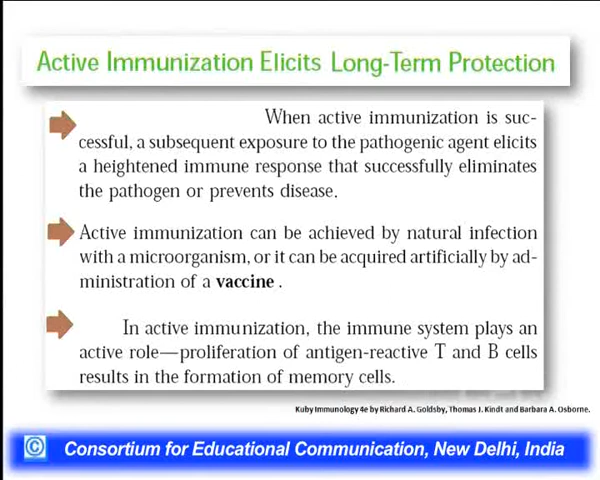 Active Immunization Elicits Long-Term Protection
When active immunization is suc-
cessful, a subsequent exposure to the pathogenic agent elicits
a heightened immune response that successfully eliminates
the pathogen or prevents disease.
Active immunization can be achieved by natural infection
with a microorganism, or it can be acquired artificially by ad-
ministration of a vaccine .
In active immunization, the immune system plays an
active role—proliferation of antigen-reactive T and B cells
results in the formation of memory cells.
Kuby Immunology 4e by Richard A. Goldsby, Thomas J. Kindt and Barbara A. Osborne.
© Consortium for Educational Communication, New Delhi, India